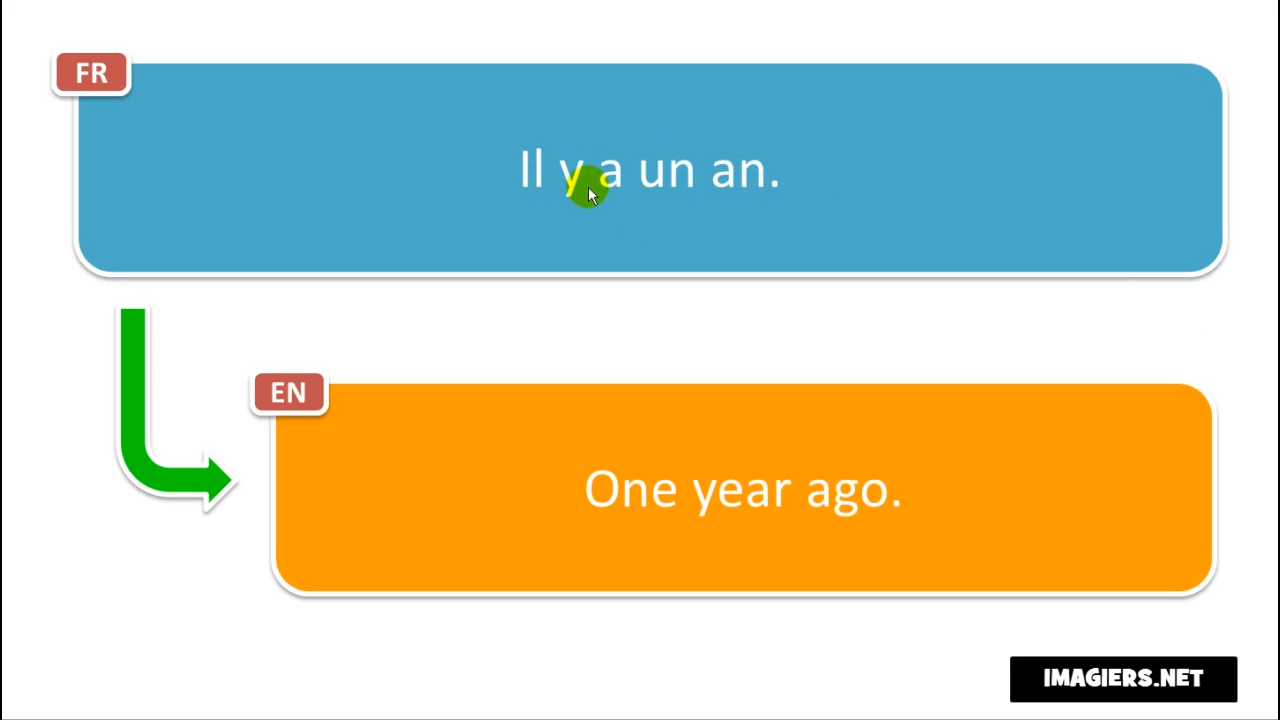 FR
Il y a un an.
EN
One year ago.
IMAGIERS.NET